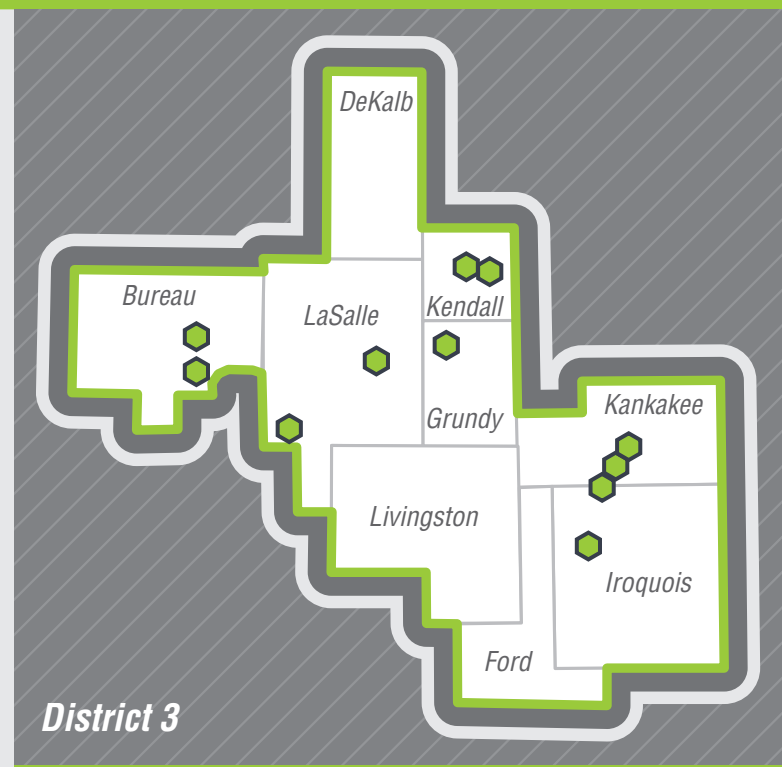 DeKalb
Bureau
LaSalle
Kendall
Kankakee
Grundy
Livingston
Iroquois
Ford
District 3